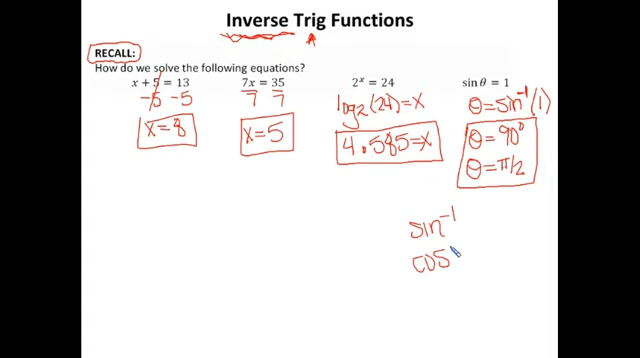 Inverse Trig Functions
RECALL:
How do we solve the following equations?
x + 5 = 13
-5 -5
x=8
7x = 35
7 7
x=5
2ˣ = 24
log₂(24)=x
4.585=x
sin θ = 1
θ=sin⁻¹(1)
θ=90°
θ=π/2
sin⁻¹
cos